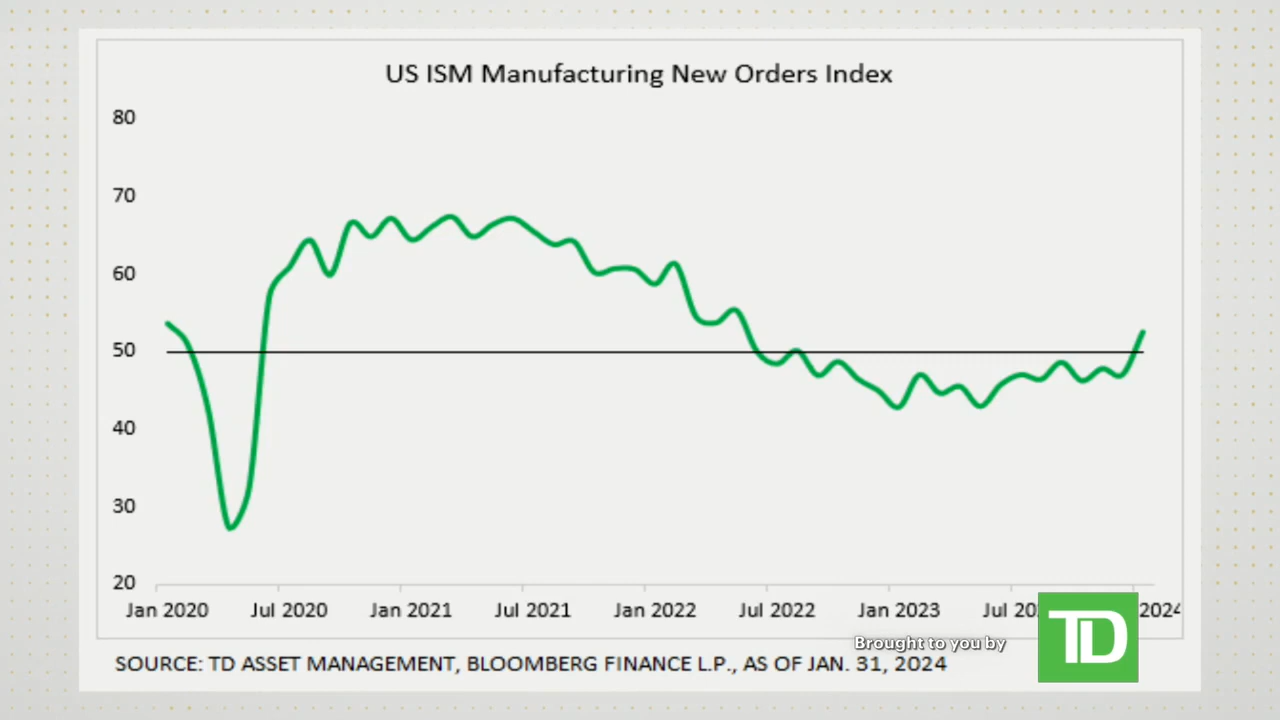 US ISM Manufacturing New Orders Index
80
70
60
50
40
30
20
Jan 2020 Jul 2020 Jan 2021 Jul 2021 Jan 2022 Jul 2022 Jan 2023 Jul 2024
Brought to you by
TD
SOURCE: TD ASSET MANAGEMENT, BLOOMBERG FINANCE L.P., AS OF JAN. 31, 2024